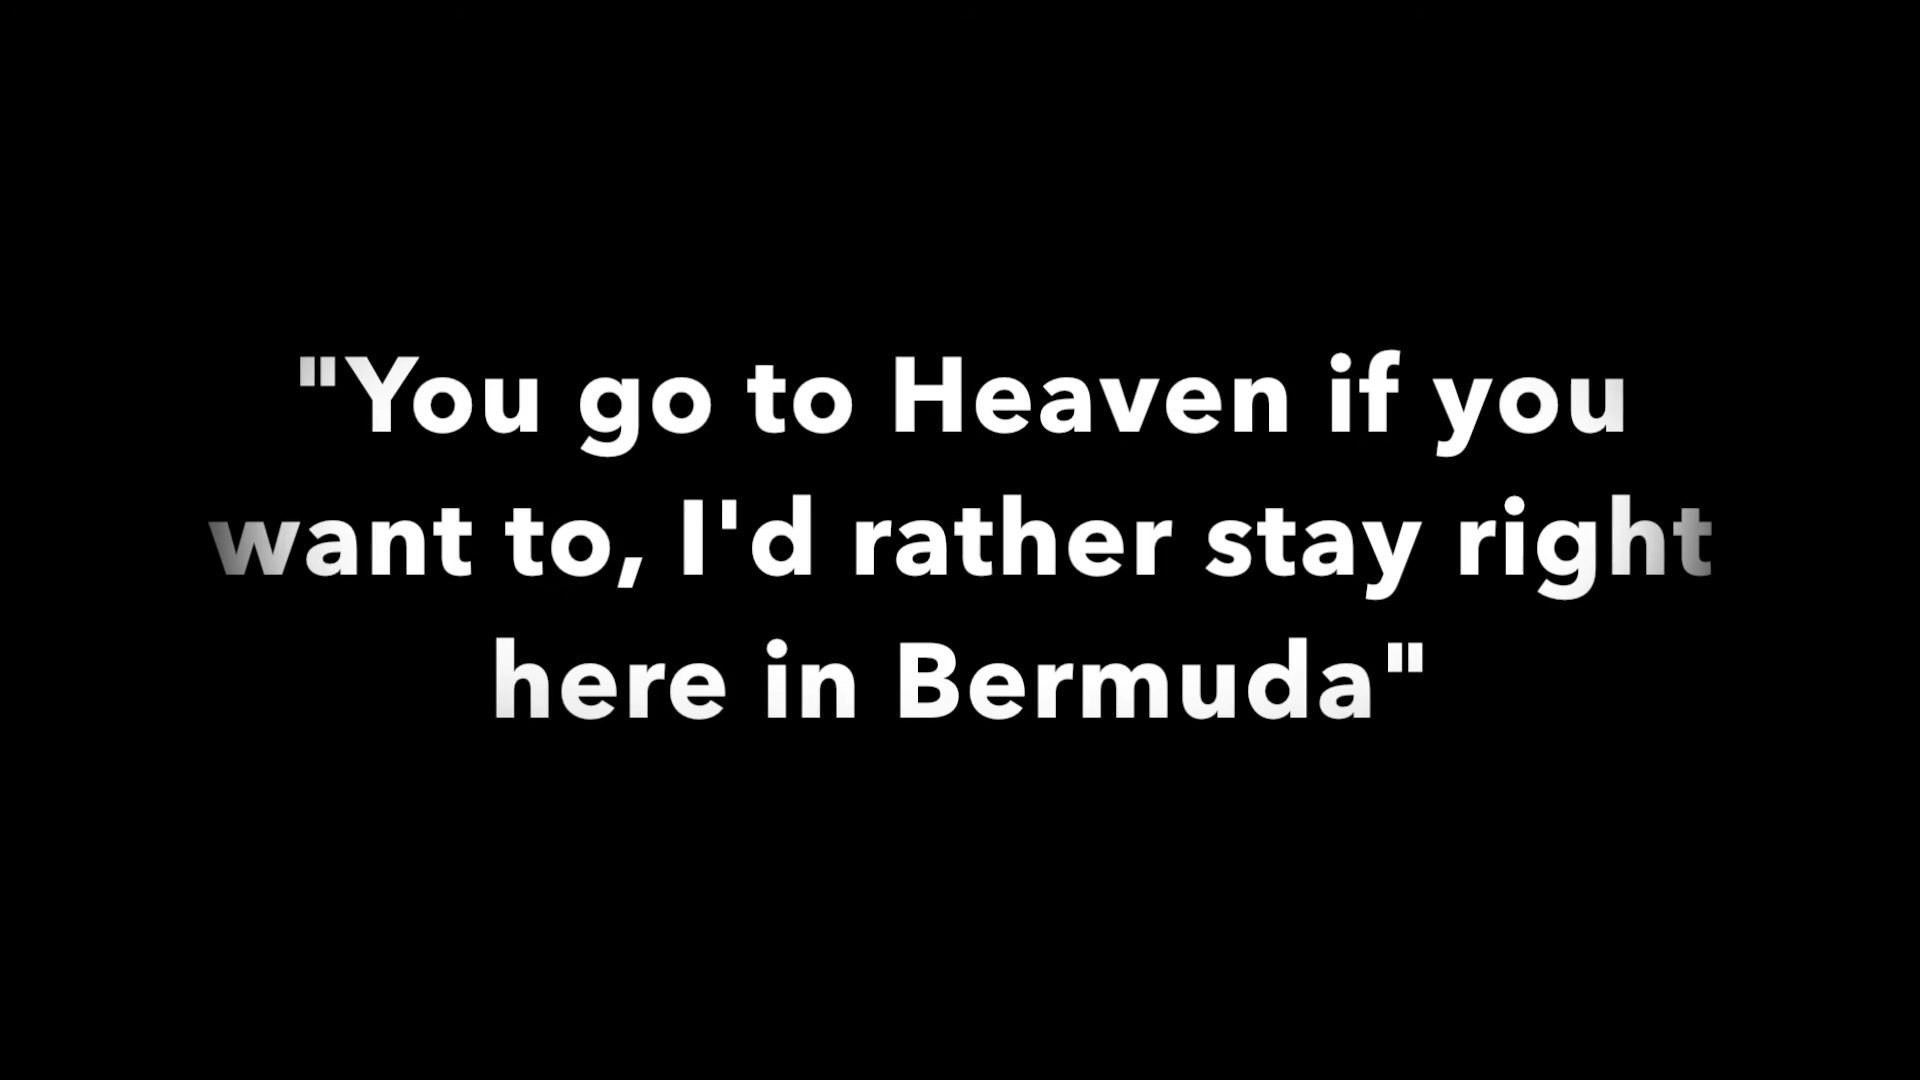 "You go to Heaven if you
want to, I'd rather stay right
here in Bermuda"